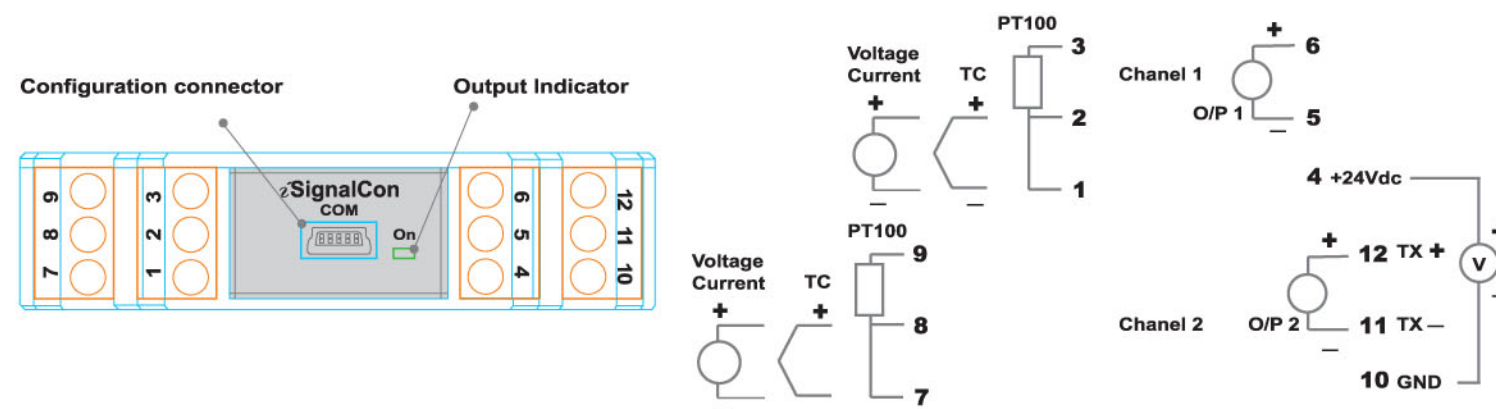 Configuration connector
Output Indicator
iSignalCon
COM
On
9
8
7
3
2
1
6
5
4
12
11
10
PT100
Voltage
Current
TC
+
+
3
2
1
—
—
PT100
Voltage
Current
TC
+
+
9
8
7
Chanel 1
+
6
O/P 1
5
—
4 +24Vdc
+
12 TX +
V
Chanel 2
O/P 2
11 TX —
—
10 GND